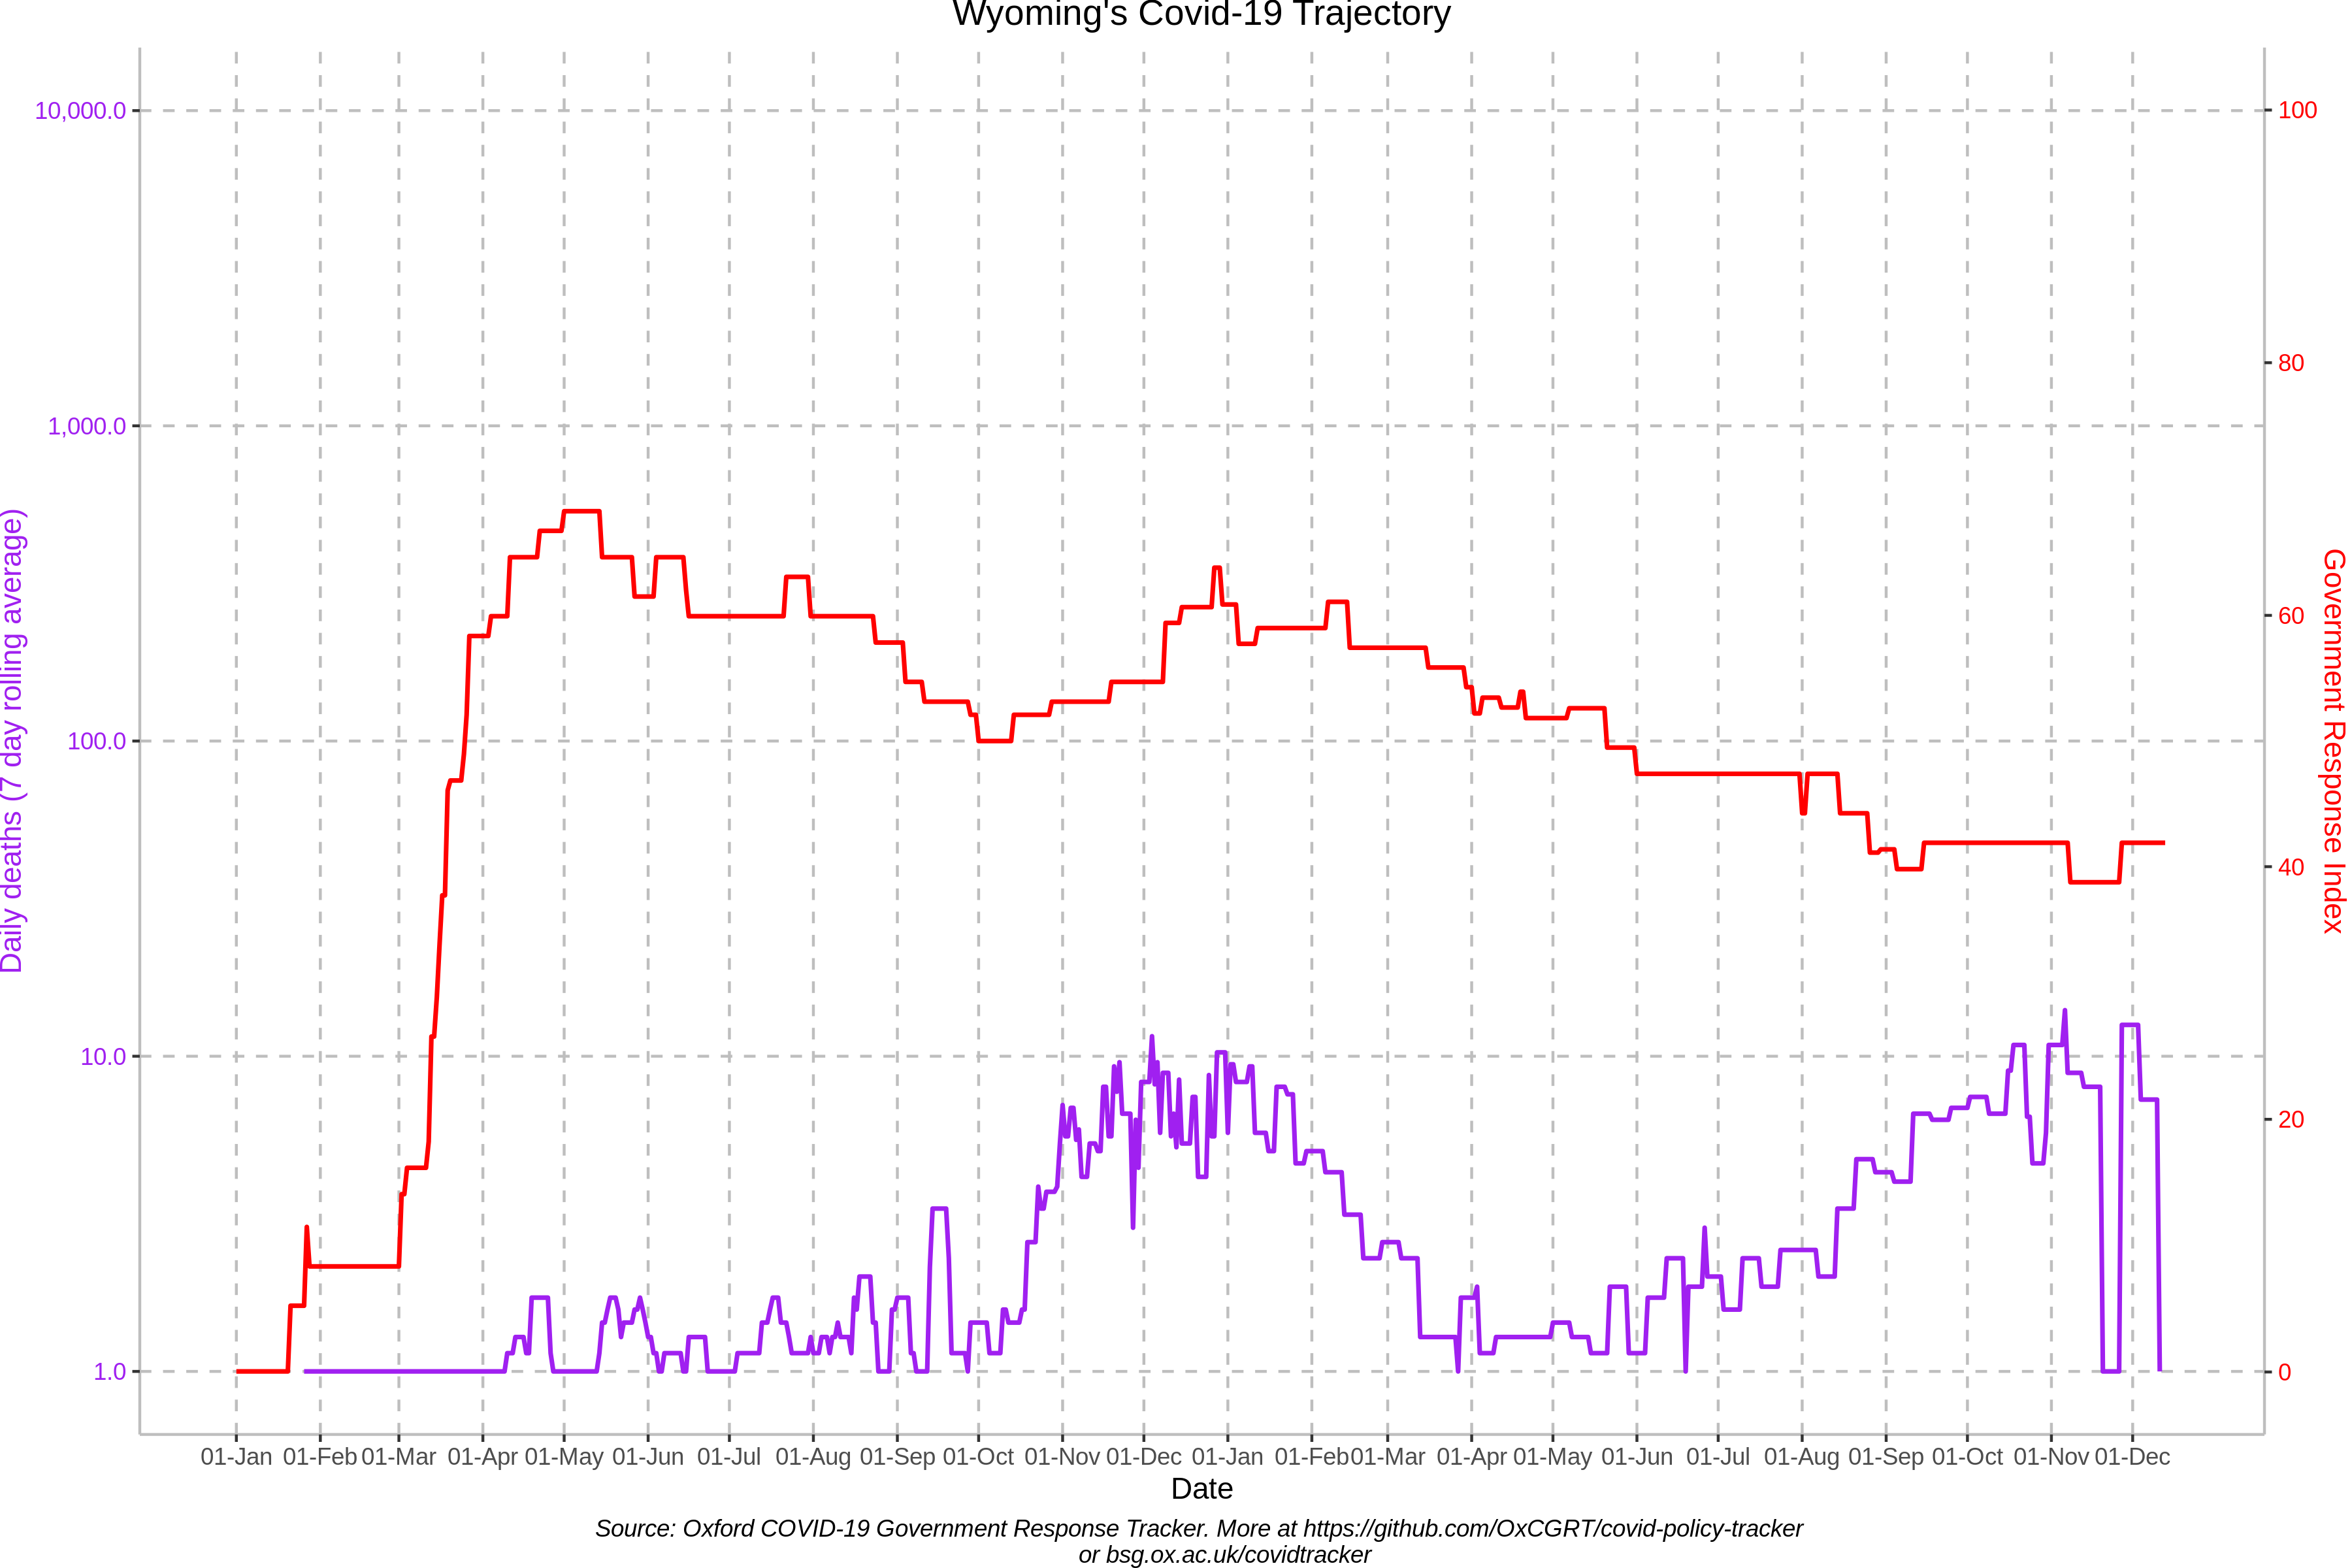 Wyoming's Covid-19 Trajectory
10,000.0
1,000.0
100.0
10.0
1.0
Daily deaths (7 day rolling average)
100
80
60
40
20
0
Government Response Index
01-Jan 01-Feb 01-Mar 01-Apr 01-May 01-Jun 01-Jul 01-Aug 01-Sep 01-Oct 01-Nov 01-Dec 01-Jan 01-Feb 01-Mar 01-Apr 01-May 01-Jun 01-Jul 01-Aug 01-Sep 01-Oct 01-Nov 01-Dec
Date
Source: Oxford COVID-19 Government Response Tracker. More at https://github.com/OxCGRT/covid-policy-tracker
or bsg.ox.ac.uk/covidtracker